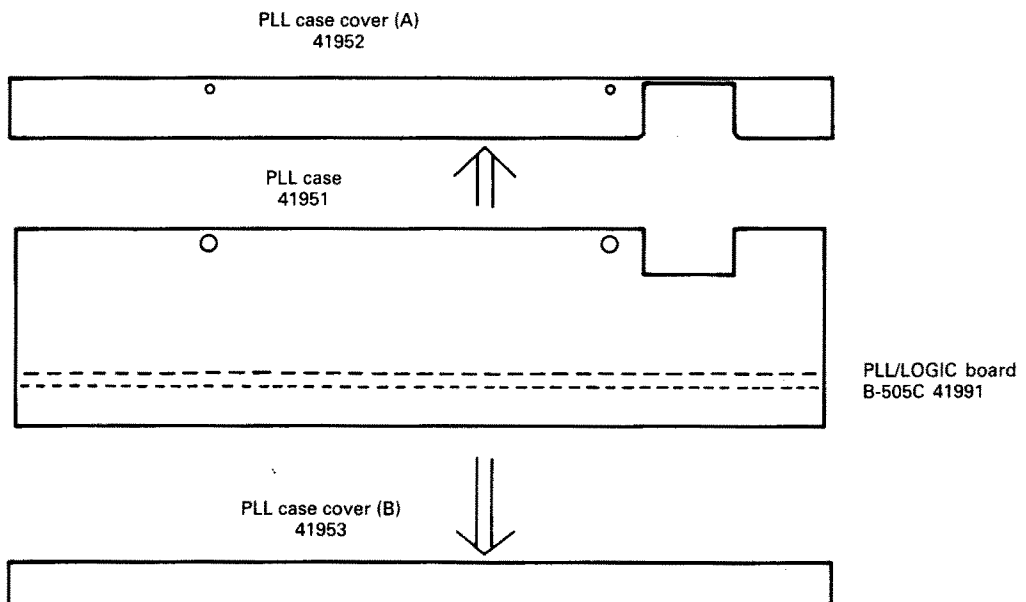 PLL case cover (A)
41952
PLL case
41951
PLL/LOGIC board
B-505C 41991
PLL case cover (B)
41953